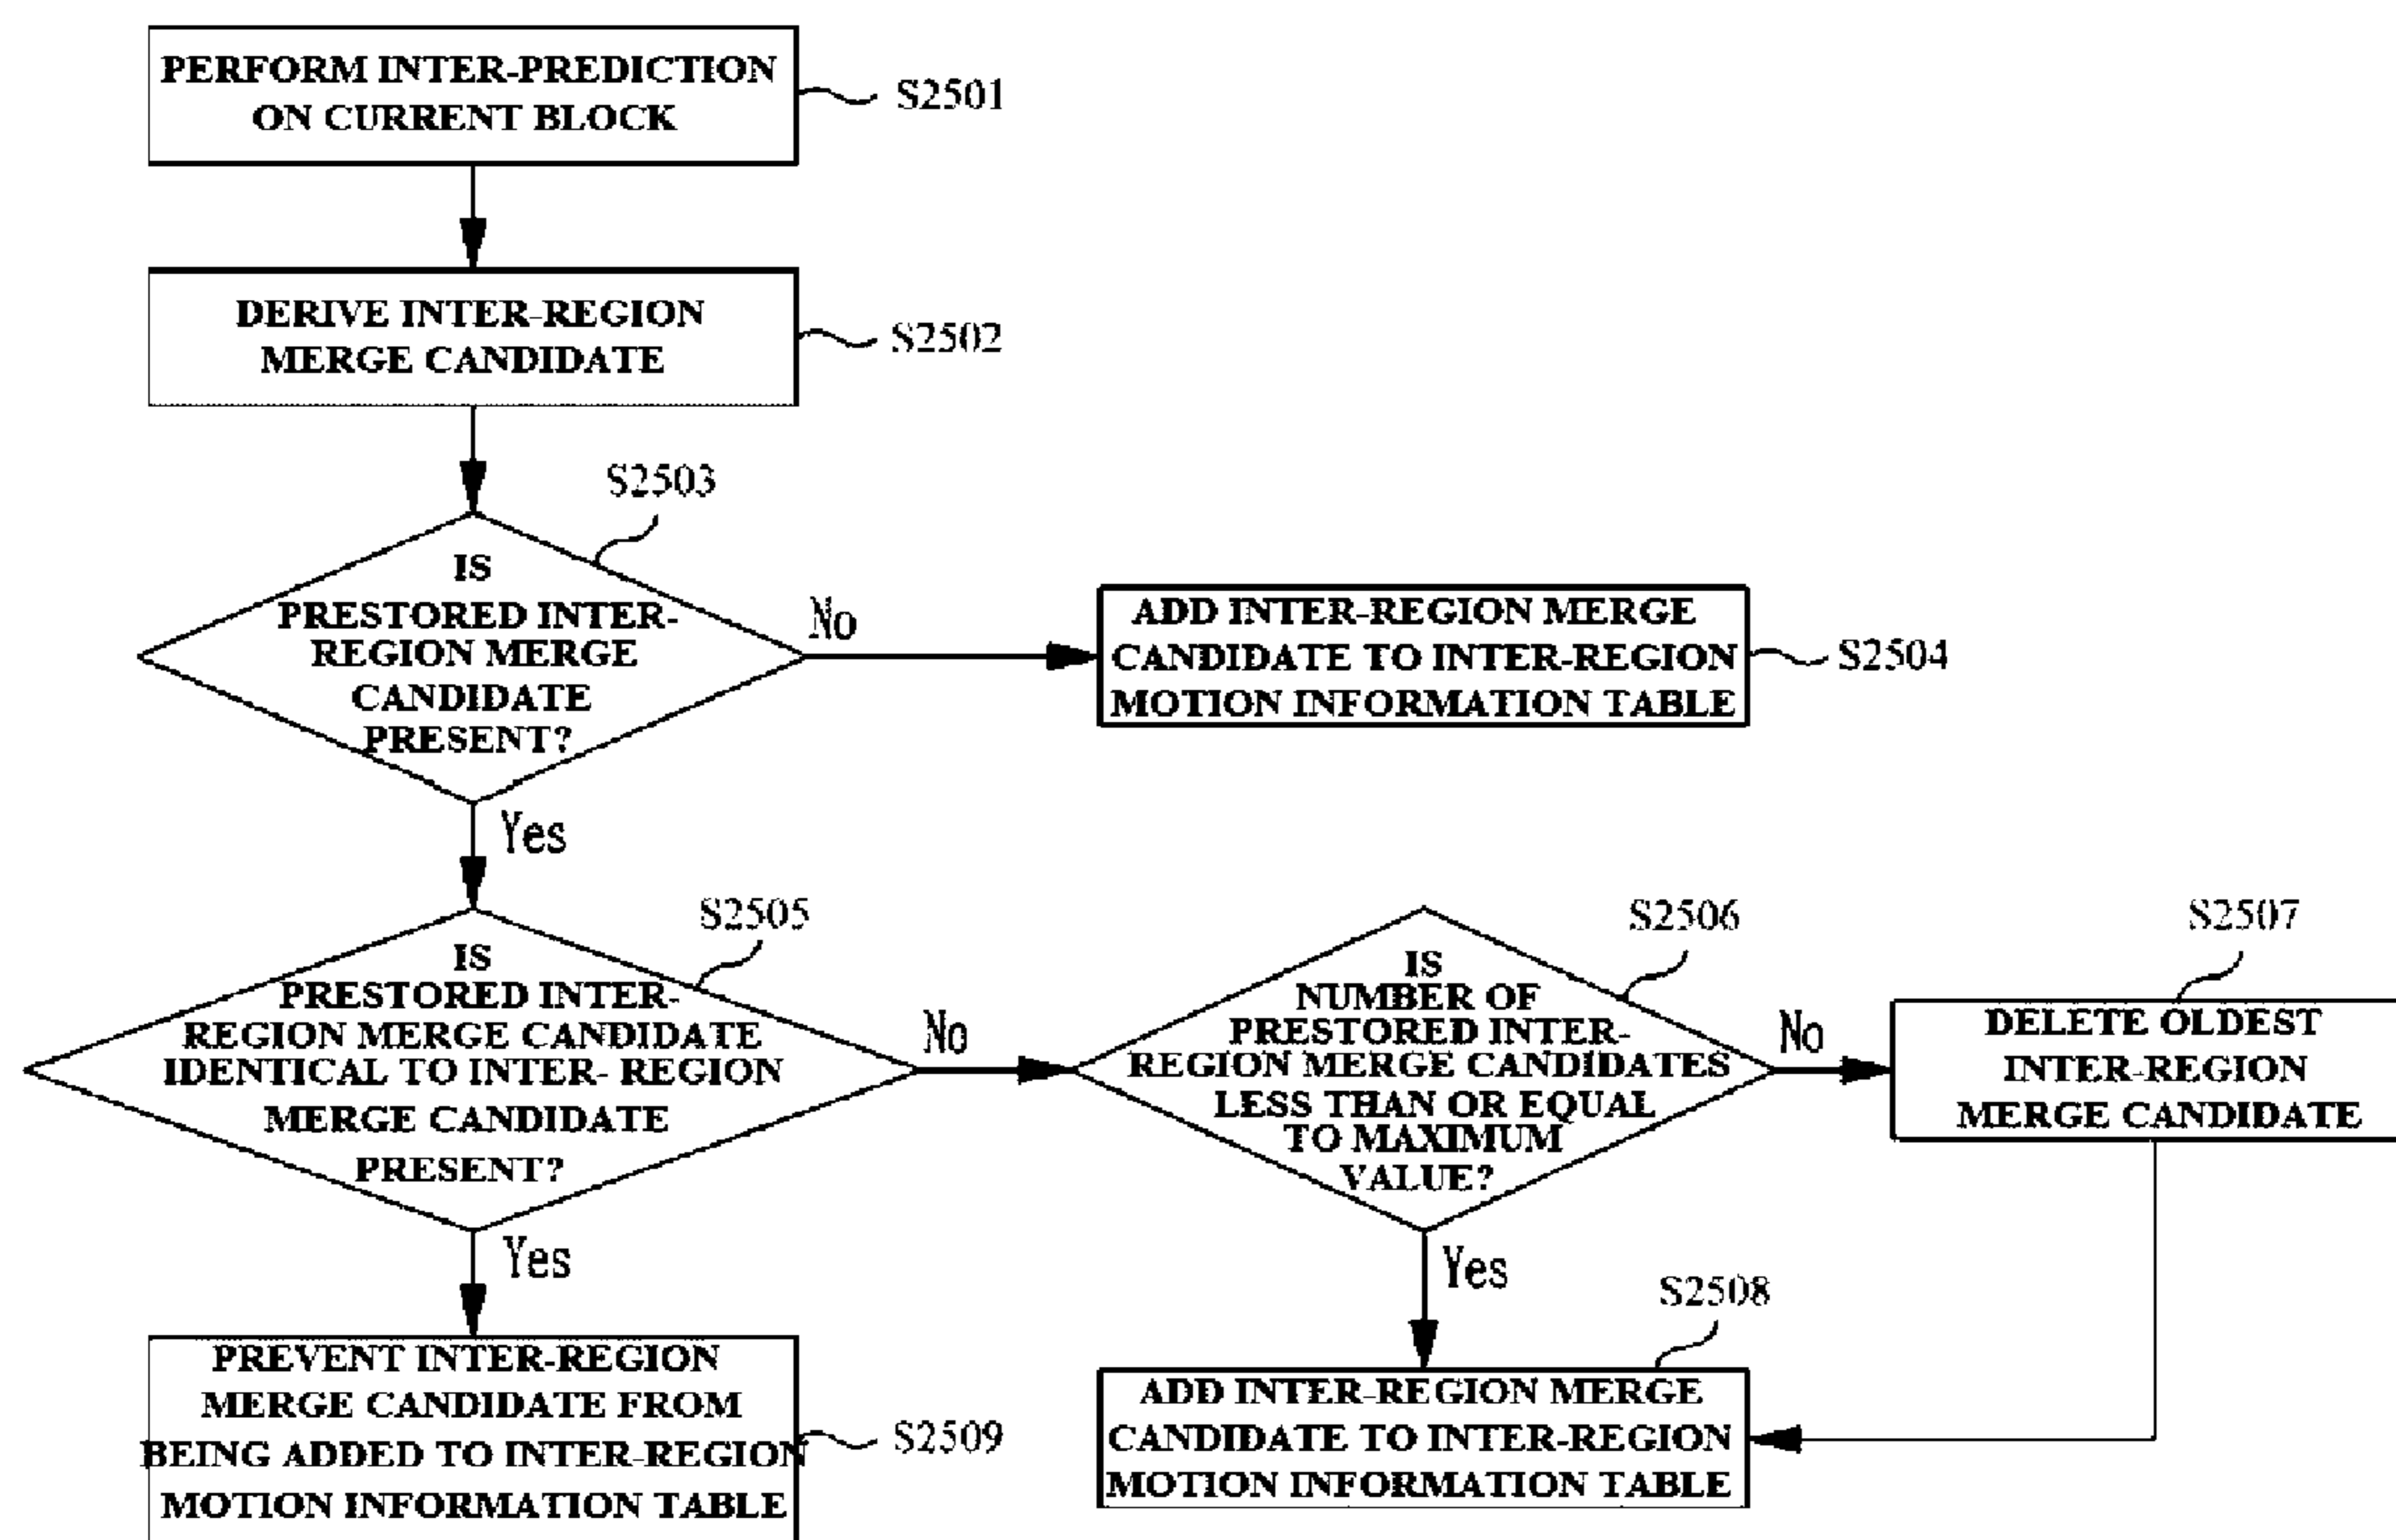 PERFORM INTER-PREDICTION
ON CURRENT BLOCK
S2501
DERIVE INTER-REGION
MERGE CANDIDATE
S2502
S2503
IS
PRESTORED INTER-
REGION MERGE
CANDIDATE
PRESENT?
No
ADD INTER-REGION MERGE
CANDIDATE TO INTER-REGION
MOTION INFORMATION TABLE
S2504
Yes
S2505
IS
PRESTORED INTER-
REGION MERGE CANDIDATE
IDENTICAL TO INTER- REGION
MERGE CANDIDATE
PRESENT?
No
S2506
IS
NUMBER OF
PRESTORED INTER-
REGION MERGE CANDIDATES
LESS THAN OR EQUAL
TO MAXIMUM
VALUE?
No
S2507
DELETE OLDEST
INTER-REGION
MERGE CANDIDATE
Yes
Yes
S2508
ADD INTER-REGION MERGE
CANDIDATE TO INTER-REGION
MOTION INFORMATION TABLE
PREVENT INTER-REGION
MERGE CANDIDATE FROM
BEING ADDED TO INTER-REGION
MOTION INFORMATION TABLE
S2509